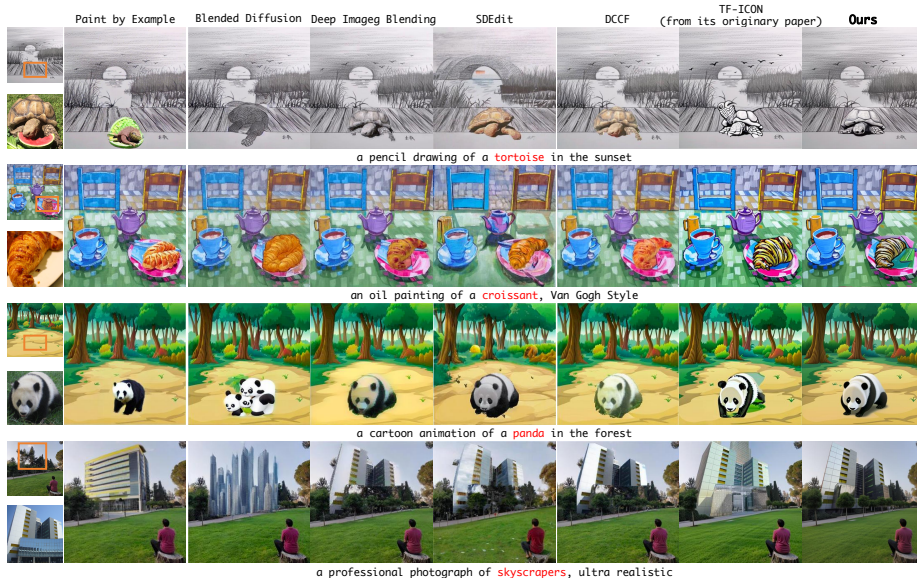 Paint by Example Blended Diffusion Deep Imageg Blending SDEdit DCCF TF-ICON Ours
(from its originary paper)
a pencil drawing of a tortoise in the sunset
an oil painting of a croissant, Van Gogh Style
a cartoon animation of a panda in the forest
a professional photograph of skyscrapers, ultra realistic